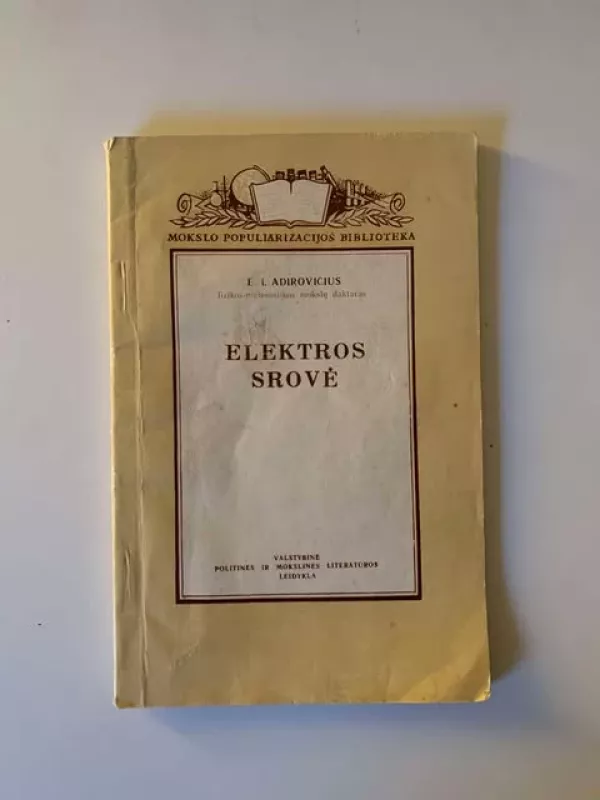 MOKSLO POPULIARIZACIJOS BIBLIOTEKA
E. I. ADIROVIČIUS
fizikos-matematikos mokslų daktaras
ELEKTROS
SROVĖ
VALSTYBINĖ
POLITINĖS IR MOKSLINĖS LITERATŪROS
LEIDYKLA